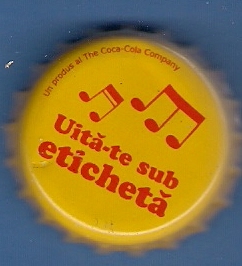 Un produs al The Coca-Cola Company
Uită-te sub
etichetă